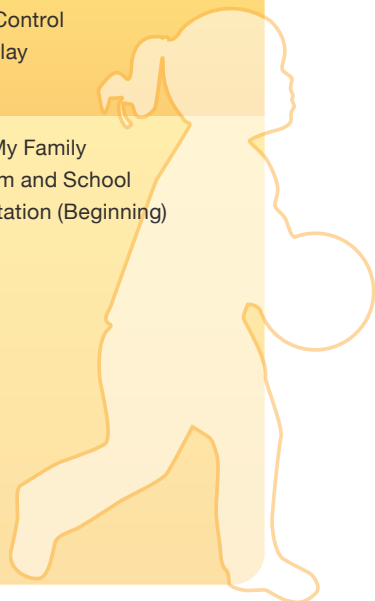 Control
lay
My Family
m and School
tation (Beginning)